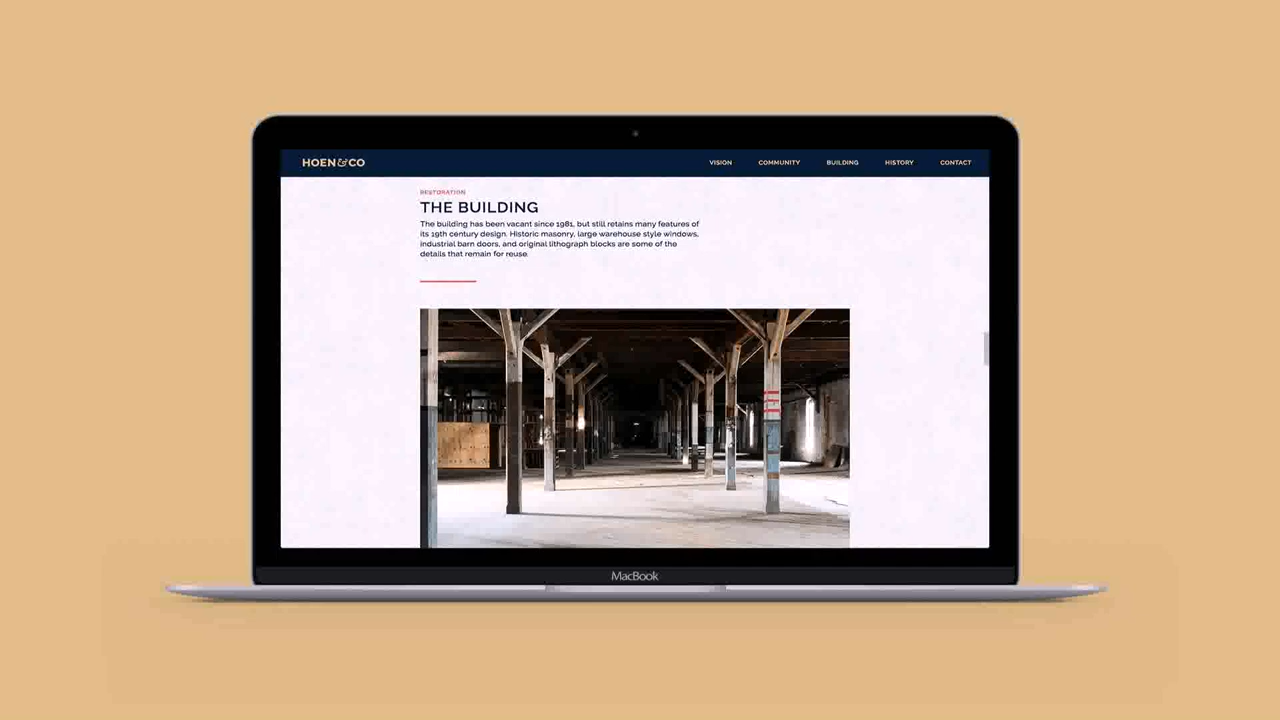 HOEN & CO
VISION
COMMUNITY
BUILDING
HISTORY
CONTACT
RESTORATION
THE BUILDING
The building has been vacant since 1981, but still retains many features of
its 19th century design. Historic masonry, large warehouse style windows,
industrial barn doors, and original lithograph blocks are some of the
details that remain for reuse.
MacBook